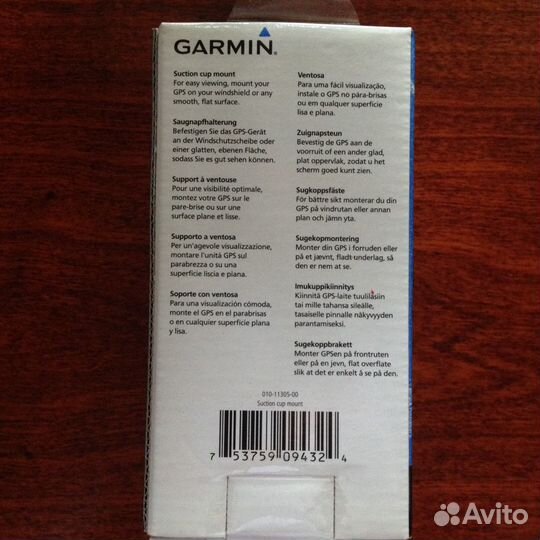 GARMIN
Suction cup mount
For easy viewing, mount your
GPS on your windshield or any
smooth, flat surface.
Saugnapfhalterung
Befestigen Sie das GPS-Gerät
an der Windschutzscheibe oder
einer glatten, ebenen Fläche,
sodass Sie es gut sehen können.
Support à ventouse
Pour une visibilité optimale,
montez votre GPS sur le
pare-brise ou sur une
surface plane et lisse.
Supporto a ventosa
Per un'agevole visualizzazione,
montare l'unità GPS sul
parabrezza o su una
superficie liscia e piana.
Soporte con ventosa
Para una visualización cómoda,
monte el GPS en el parabrisas
o en cualquier superficie plana
y lisa.
Ventosa
Para uma fácil visualização,
instale o GPS no pára-brisas
ou em qualquer superfície
lisa e plana.
Zuignapsteun
Bevestig de GPS aan de
voorruit of een ander glad,
plat oppervlak, zodat u het
scherm goed kunt zien.
Sugkoppsfäste
För bättre sikt monterar du din
GPS på vindrutan eller annan
plan och jämn yta.
Sugekopmontering
Monter din GPS i forruden eller
på et jævnt, fladt underlag, så
den er nem at se.
Imukuppikiinnitys
Kiinnitä GPS-laite tuulilasiin
tai mille tahansa sileälle,
tasaiselle pinnalle näkyvyyden
parantamiseksi.
Sugekoppbrakett
Monter GPSen på frontruten
eller på en jevn, flat overflate
slik at det er enkelt å se på den.
010-11305-00
Suction cup mount
7 53759 09432 4
Avito